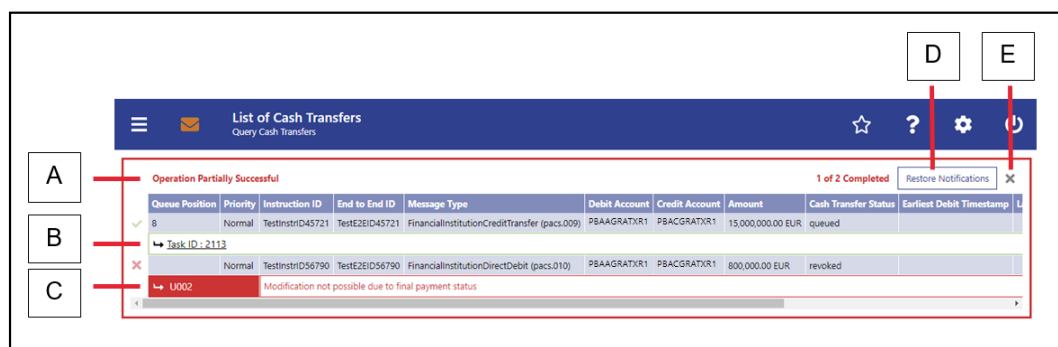 D E
List of Cash Transfers
Query Cash Transfers
?
A
Operation Partially Successful 1 of 2 Completed Restore Notifications
Queue Position Priority Instruction ID End to End ID Message Type Debit Account Credit Account Amount Cash Transfer Status Earliest Debit Timestamp
8 Normal TestInstrID45721 TestE2EID45721 FinancialInstitutionCreditTransfer (pacs.009) PBAAGRATXR1 PBACGRATXR1 15,000,000.00 EUR queued
B
Task ID : 2113
Normal TestInstrID56790 TestE2EID56790 FinancialInstitutionDirectDebit (pacs.010) PBAAGRATXR1 PBACGRATXR1 800,000.00 EUR revoked
C
U002 Modification not possible due to final payment status